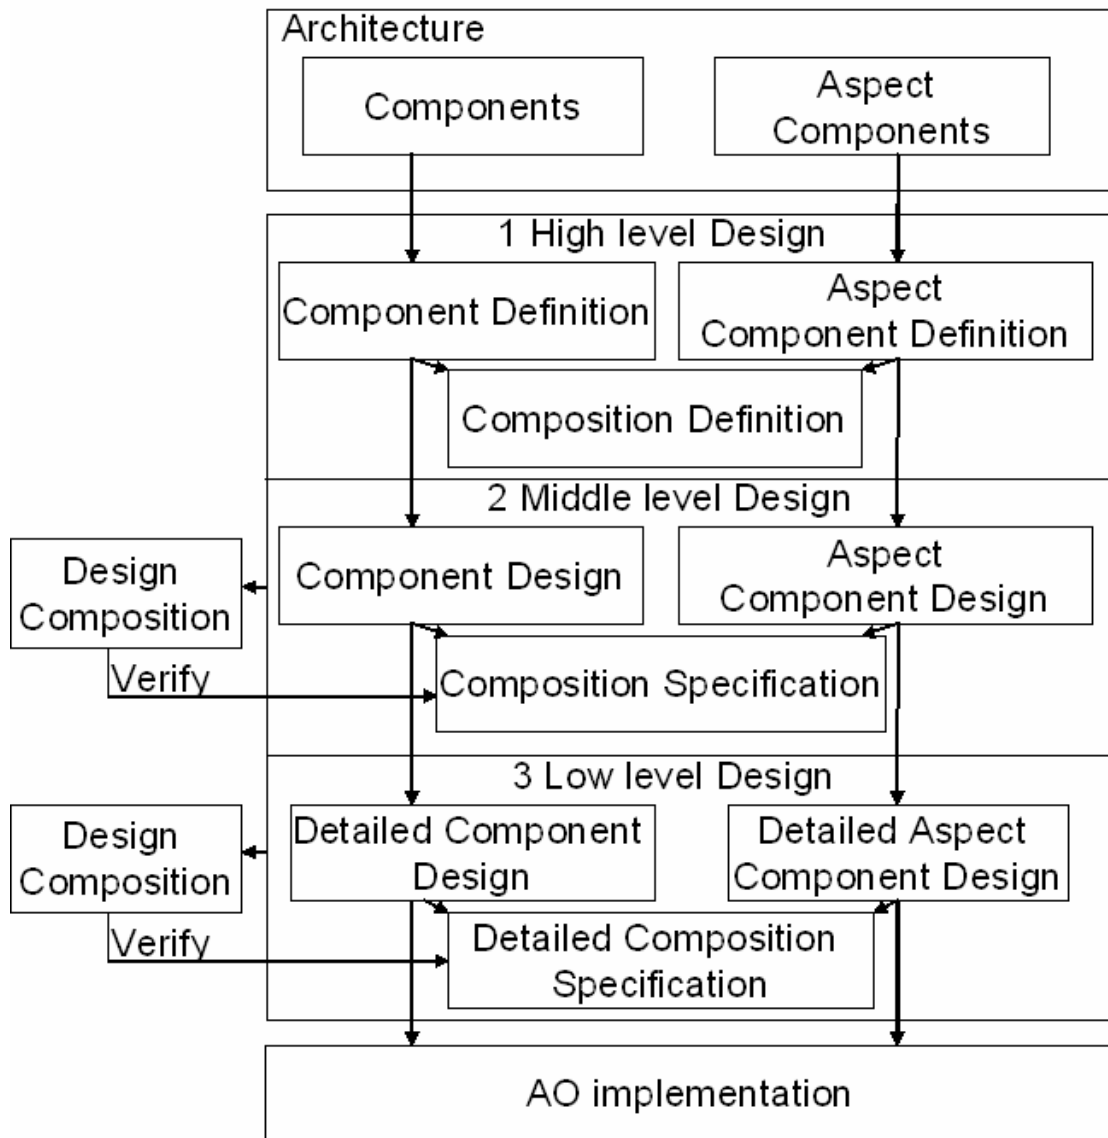 Architecture
Components
Aspect
Components
1 High level Design
Component Definition
Aspect
Component Definition
Composition Definition
2 Middle level Design
Design
Composition
Component Design
Aspect
Component Design
Verify
Composition Specification
3 Low level Design
Design
Composition
Detailed Component
Design
Detailed Aspect
Component Design
Verify
Detailed Composition
Specification
AO implementation